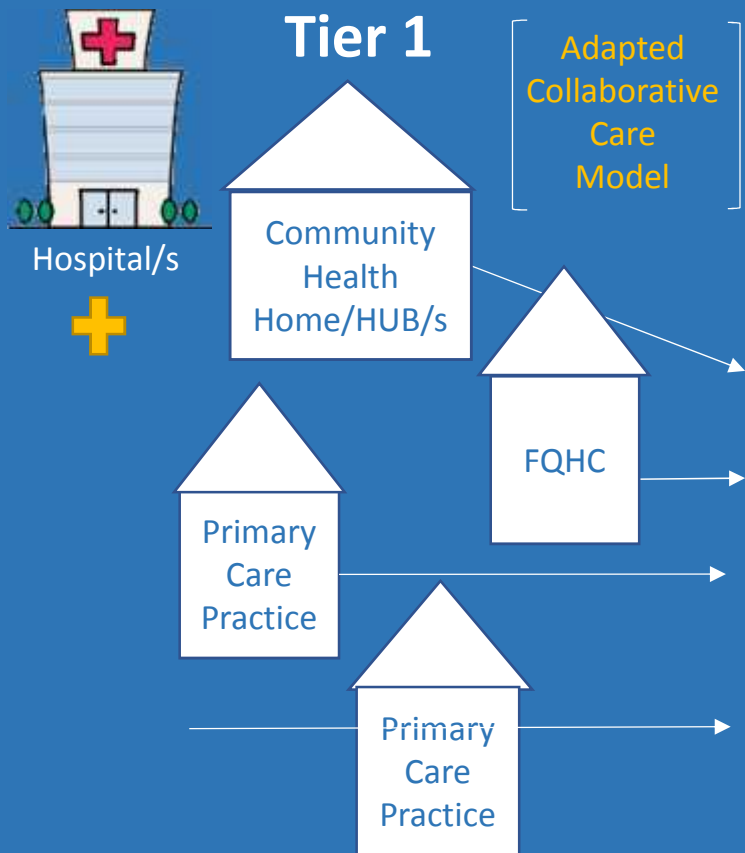 Tier 1
Adapted
Collaborative
Care
Model
Hospital/s
Community
Health
Home/HUB/s
FQHC
Primary
Care
Practice
Primary
Care
Practice